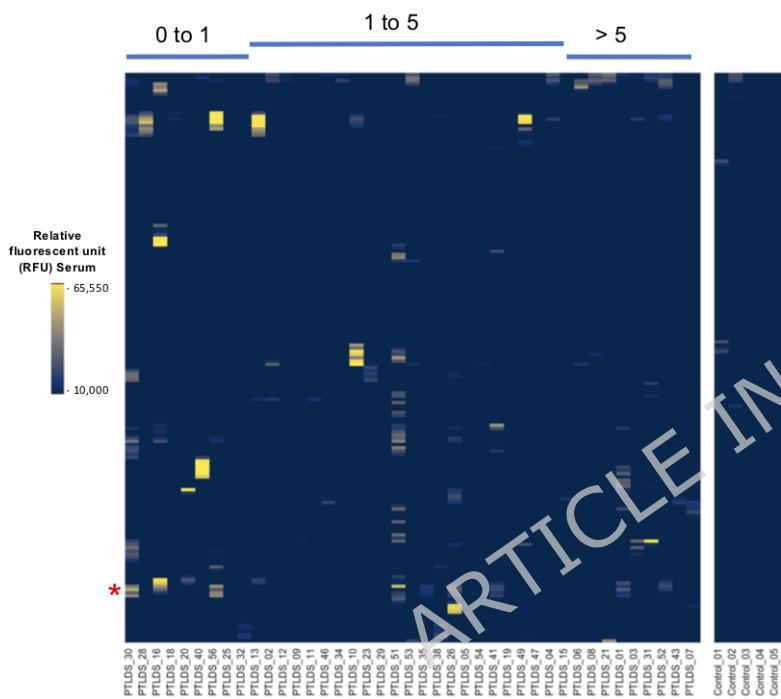 0 to 1
1 to 5
> 5
Relative
fluorescent unit
(RFU) Serum
- 65,550
- 10,000
*
ARTICLE IN
PTLDS_30
PTLDS_28
PTLDS_16
PTLDS_18
PTLDS_20
PTLDS_40
PTLDS_56
PTLDS_25
PTLDS_32
PTLDS_13
PTLDS_02
PTLDS_12
PTLDS_09
PTLDS_11
PTLDS_46
PTLDS_34
PTLDS_10
PTLDS_23
PTLDS_29
PTLDS_51
PTLDS_53
PTLDS_35
PTLDS_38
PTLDS_26
PTLDS_05
PTLDS_54
PTLDS_41
PTLDS_19
PTLDS_49
PTLDS_47
PTLDS_04
PTLDS_15
PTLDS_06
PTLDS_08
PTLDS_21
PTLDS_01
PTLDS_03
PTLDS_31
PTLDS_52
PTLDS_43
PTLDS_07
Control_01
Control_02
Control_03
Control_04
Control_05